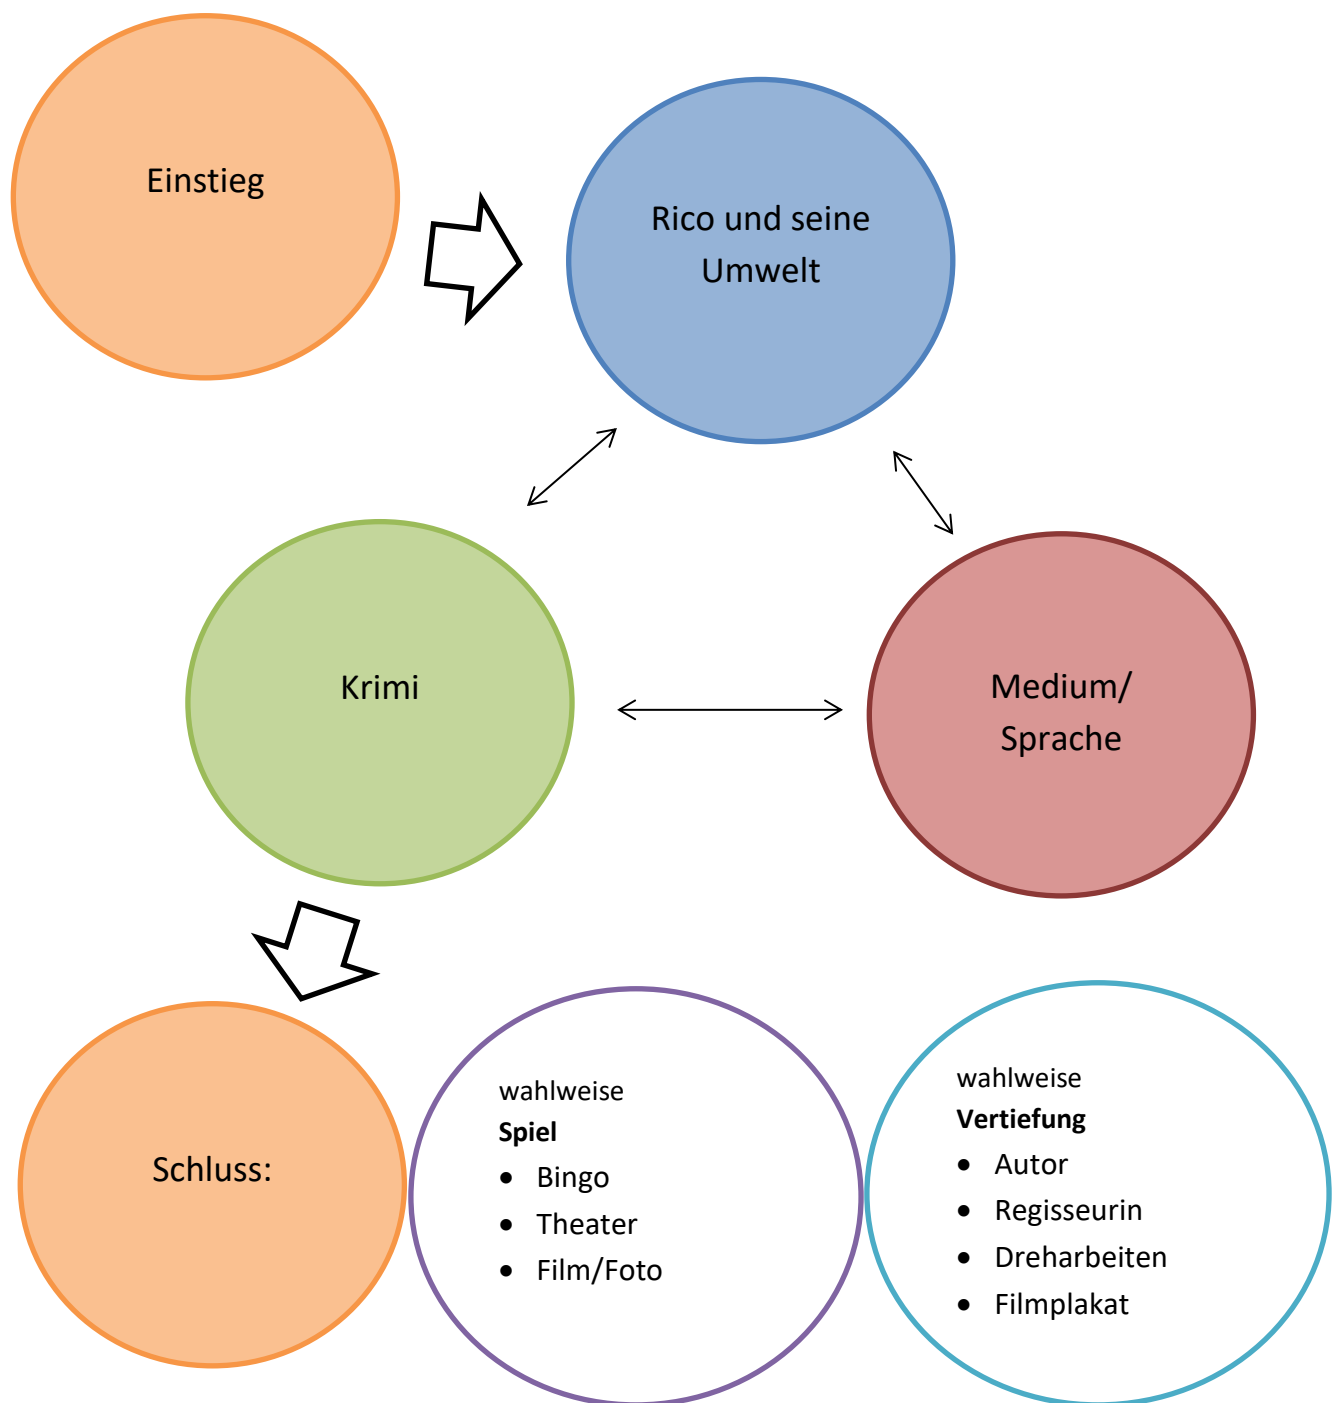 Einstieg
Rico und seine
Umwelt
Krimi
Medium/
Sprache
Schluss:
wahlweise
Spiel
• Bingo
• Theater
• Film/Foto
wahlweise
Vertiefung
• Autor
• Regisseurin
• Dreharbeiten
• Filmplakat